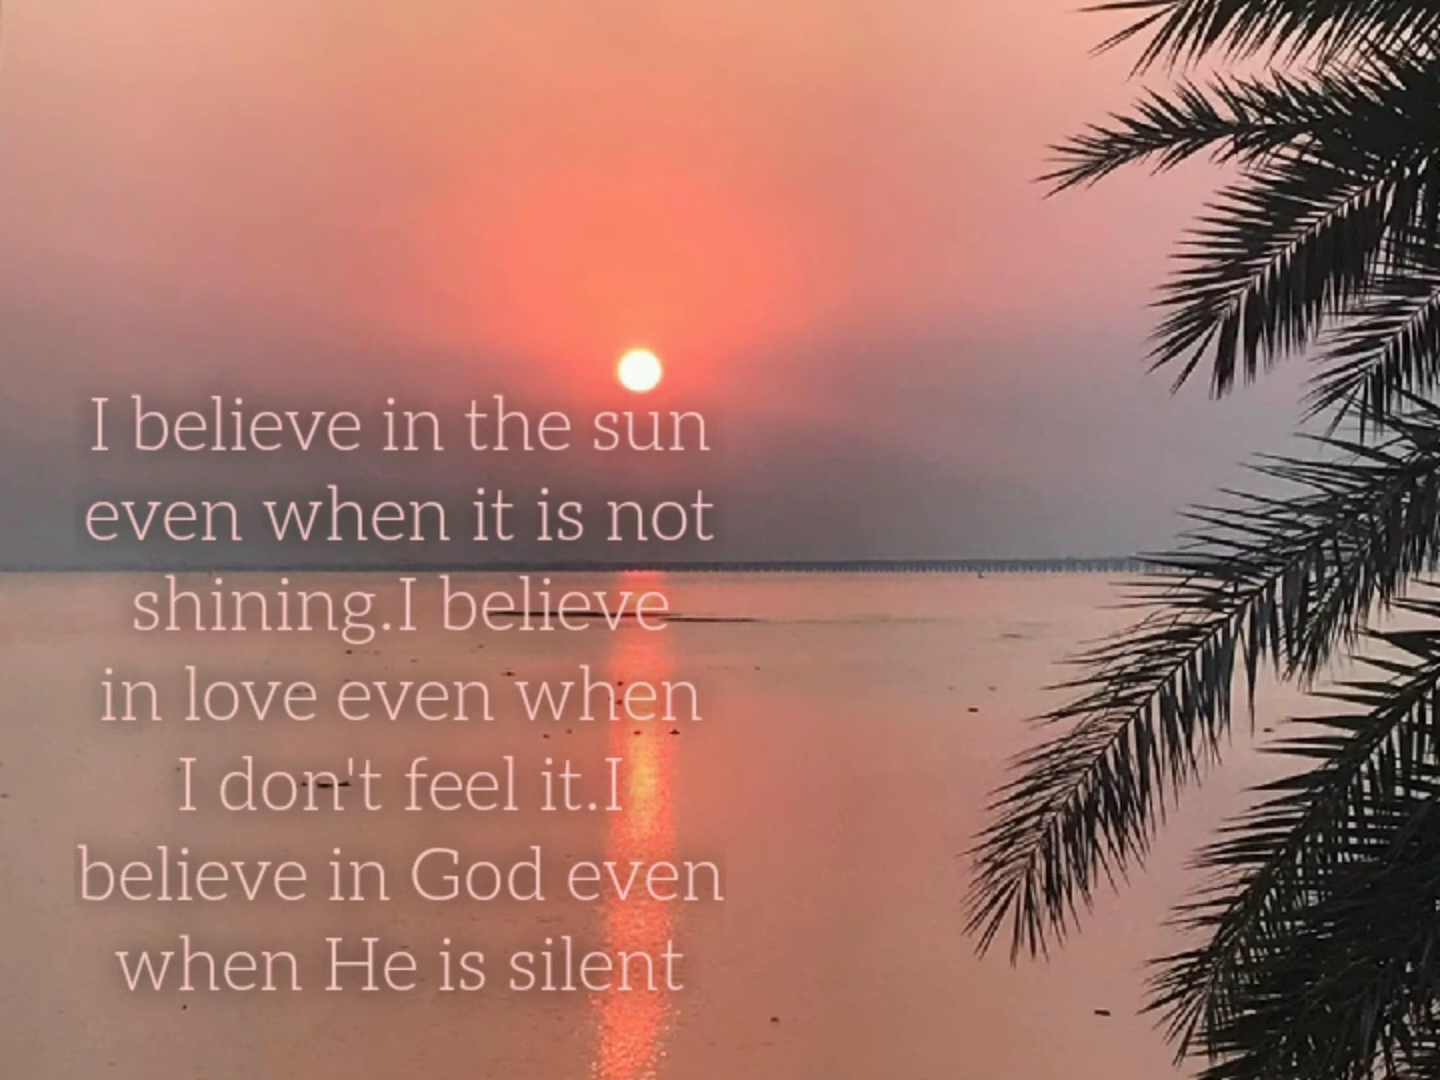 I believe in the sun
even when it is not
shining.I believe
in love even when
I don't feel it.I
believe in God even
when He is silent